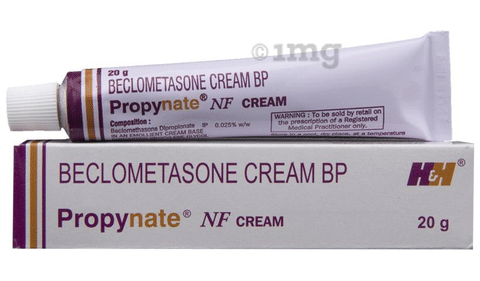 ©1mg
20 g
BECLOMETASONE CREAM BP
Propynate® NF CREAM
Composition :
Beclomethasone Dipropionate IP 0.025% w/w
IN AN EMOLLIENT CREAM BASE
WARNING : To be sold by retail on
the prescription of a Registered
Medical Practitioner only.
BECLOMETASONE CREAM BP
H&H®
Propynate® NF CREAM
20 g